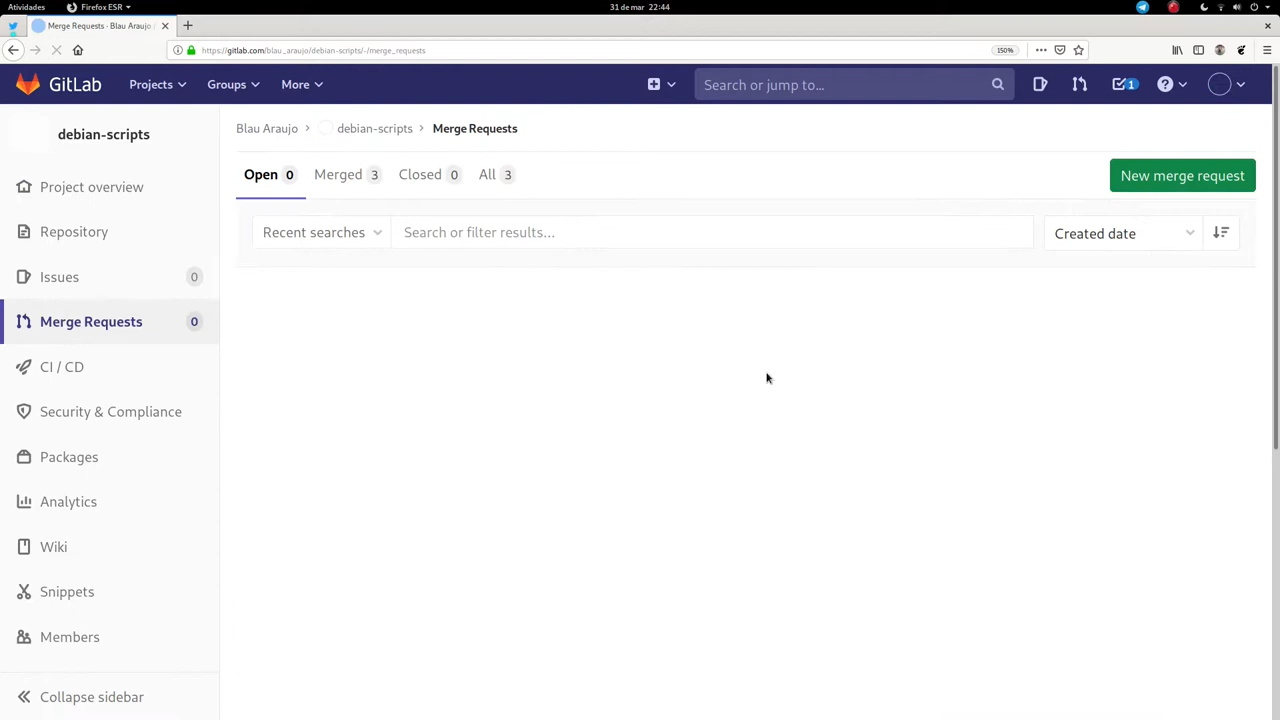 Atividades Firefox ESR 31 de mar 22:44
Merge Requests · Blau Araujo
https://gitlab.com/blau_araujo/debian-scripts/-/merge_requests 150%
GitLab Projects Groups More Search or jump to... 1
debian-scripts
Project overview
Repository
Issues 0
Merge Requests 0
CI / CD
Security & Compliance
Packages
Analytics
Wiki
Snippets
Members
Collapse sidebar
Blau Araujo > debian-scripts > Merge Requests
Open 0 Merged 3 Closed 0 All 3 New merge request
Recent searches Search or filter results... Created date